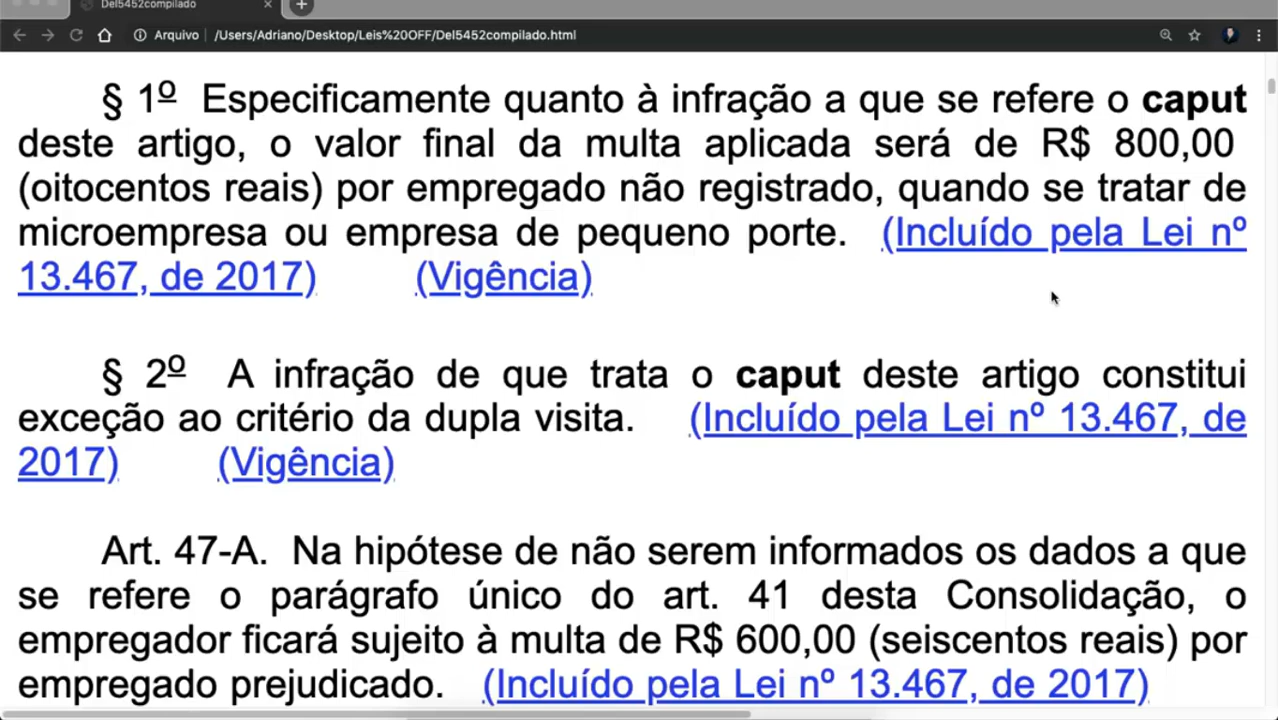 Del5452compilado
Arquivo /Users/Adriano/Desktop/Leis%20OFF/Del5452compilado.html
§ 1º Especificamente quanto à infração a que se refere o caput
deste artigo, o valor final da multa aplicada será de R$ 800,00
(oitocentos reais) por empregado não registrado, quando se tratar de
microempresa ou empresa de pequeno porte. (Incluído pela Lei nº
13.467, de 2017) (Vigência)
§ 2º A infração de que trata o caput deste artigo constitui
exceção ao critério da dupla visita. (Incluído pela Lei nº 13.467, de
2017) (Vigência)
Art. 47-A. Na hipótese de não serem informados os dados a que
se refere o parágrafo único do art. 41 desta Consolidação, o
empregador ficará sujeito à multa de R$ 600,00 (seiscentos reais) por
empregado prejudicado. (Incluído pela Lei nº 13.467, de 2017)